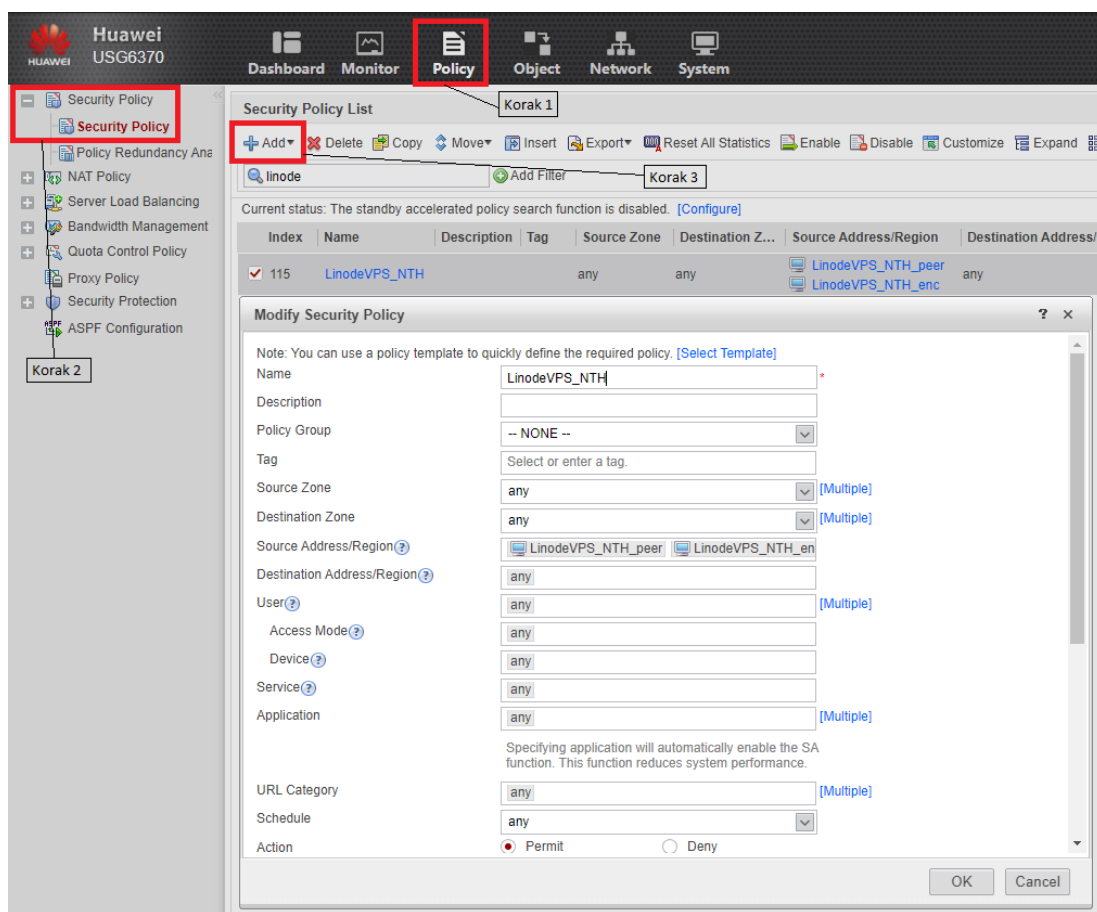 Huawei
USG6370
HUAWEI
Dashboard Monitor Policy Object Network System
Korak 1
Security Policy
Security Policy
Policy Redundancy Ana
NAT Policy
Server Load Balancing
Bandwidth Management
Quota Control Policy
Proxy Policy
Security Protection
ASPF Configuration
Korak 2
Security Policy List
Add Delete Copy Move Insert Export Reset All Statistics Enable Disable Customize Expand
Korak 3
linode Add Filter
Current status: The standby accelerated policy search function is disabled. [Configure]
Index Name Description Tag Source Zone Destination Z... Source Address/Region Destination Address/
115 LinodeVPS_NTH any any LinodeVPS_NTH_peer any
LinodeVPS_NTH_enc
Modify Security Policy ? ×
Note: You can use a policy template to quickly define the required policy. [Select Template]
Name LinodeVPS_NTH *
Description
Policy Group -- NONE --
Tag Select or enter a tag.
Source Zone any [Multiple]
Destination Zone any [Multiple]
Source Address/Region ? LinodeVPS_NTH_peer LinodeVPS_NTH_en
Destination Address/Region ? any
User ? any [Multiple]
Access Mode ? any
Device ? any
Service ? any
Application any [Multiple]
Specifying application will automatically enable the SA
function. This function reduces system performance.
URL Category any [Multiple]
Schedule any
Action Permit Deny
OK Cancel